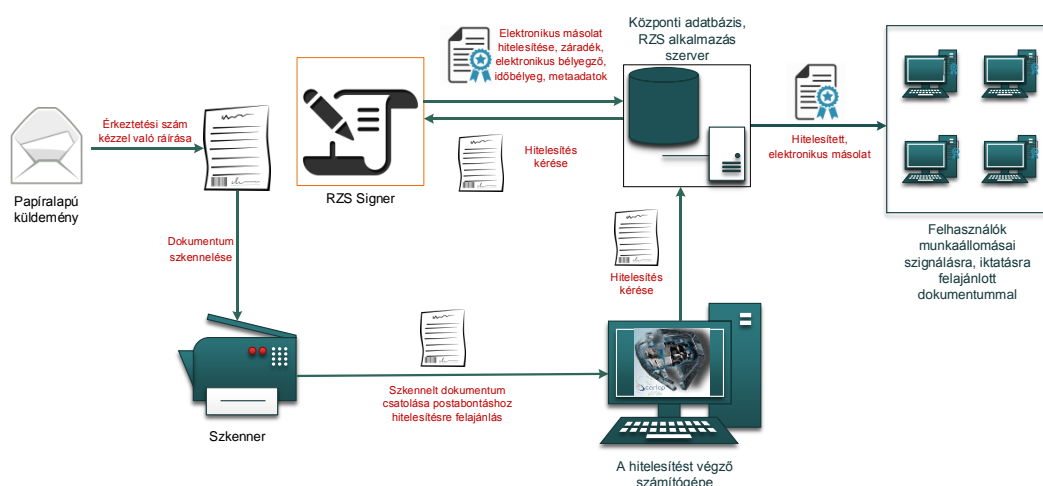 Elektronikus másolat
hitelesítése, záradék,
elektronikus bélyegző,
időbélyeg, metaadatok
Központi adatbázis,
RZS alkalmazás
szerver
Érkeztetési szám
kézzel való ráírása
Hitelesítés
kérése
Hitelesített,
elektronikus másolat
Papíralapú
küldemény
RZS Signer
Felhasználók
munkaállomásai
szignálásra, iktatásra
felajánlott
dokumentummal
Dokumentum
szkennelése
Hitelesítés
kérése
Szkennelt dokumentum
csatolása postabontáshoz
hitelesítésre felajánlás
Szkenner
A hitelesítést végző
számítógépe